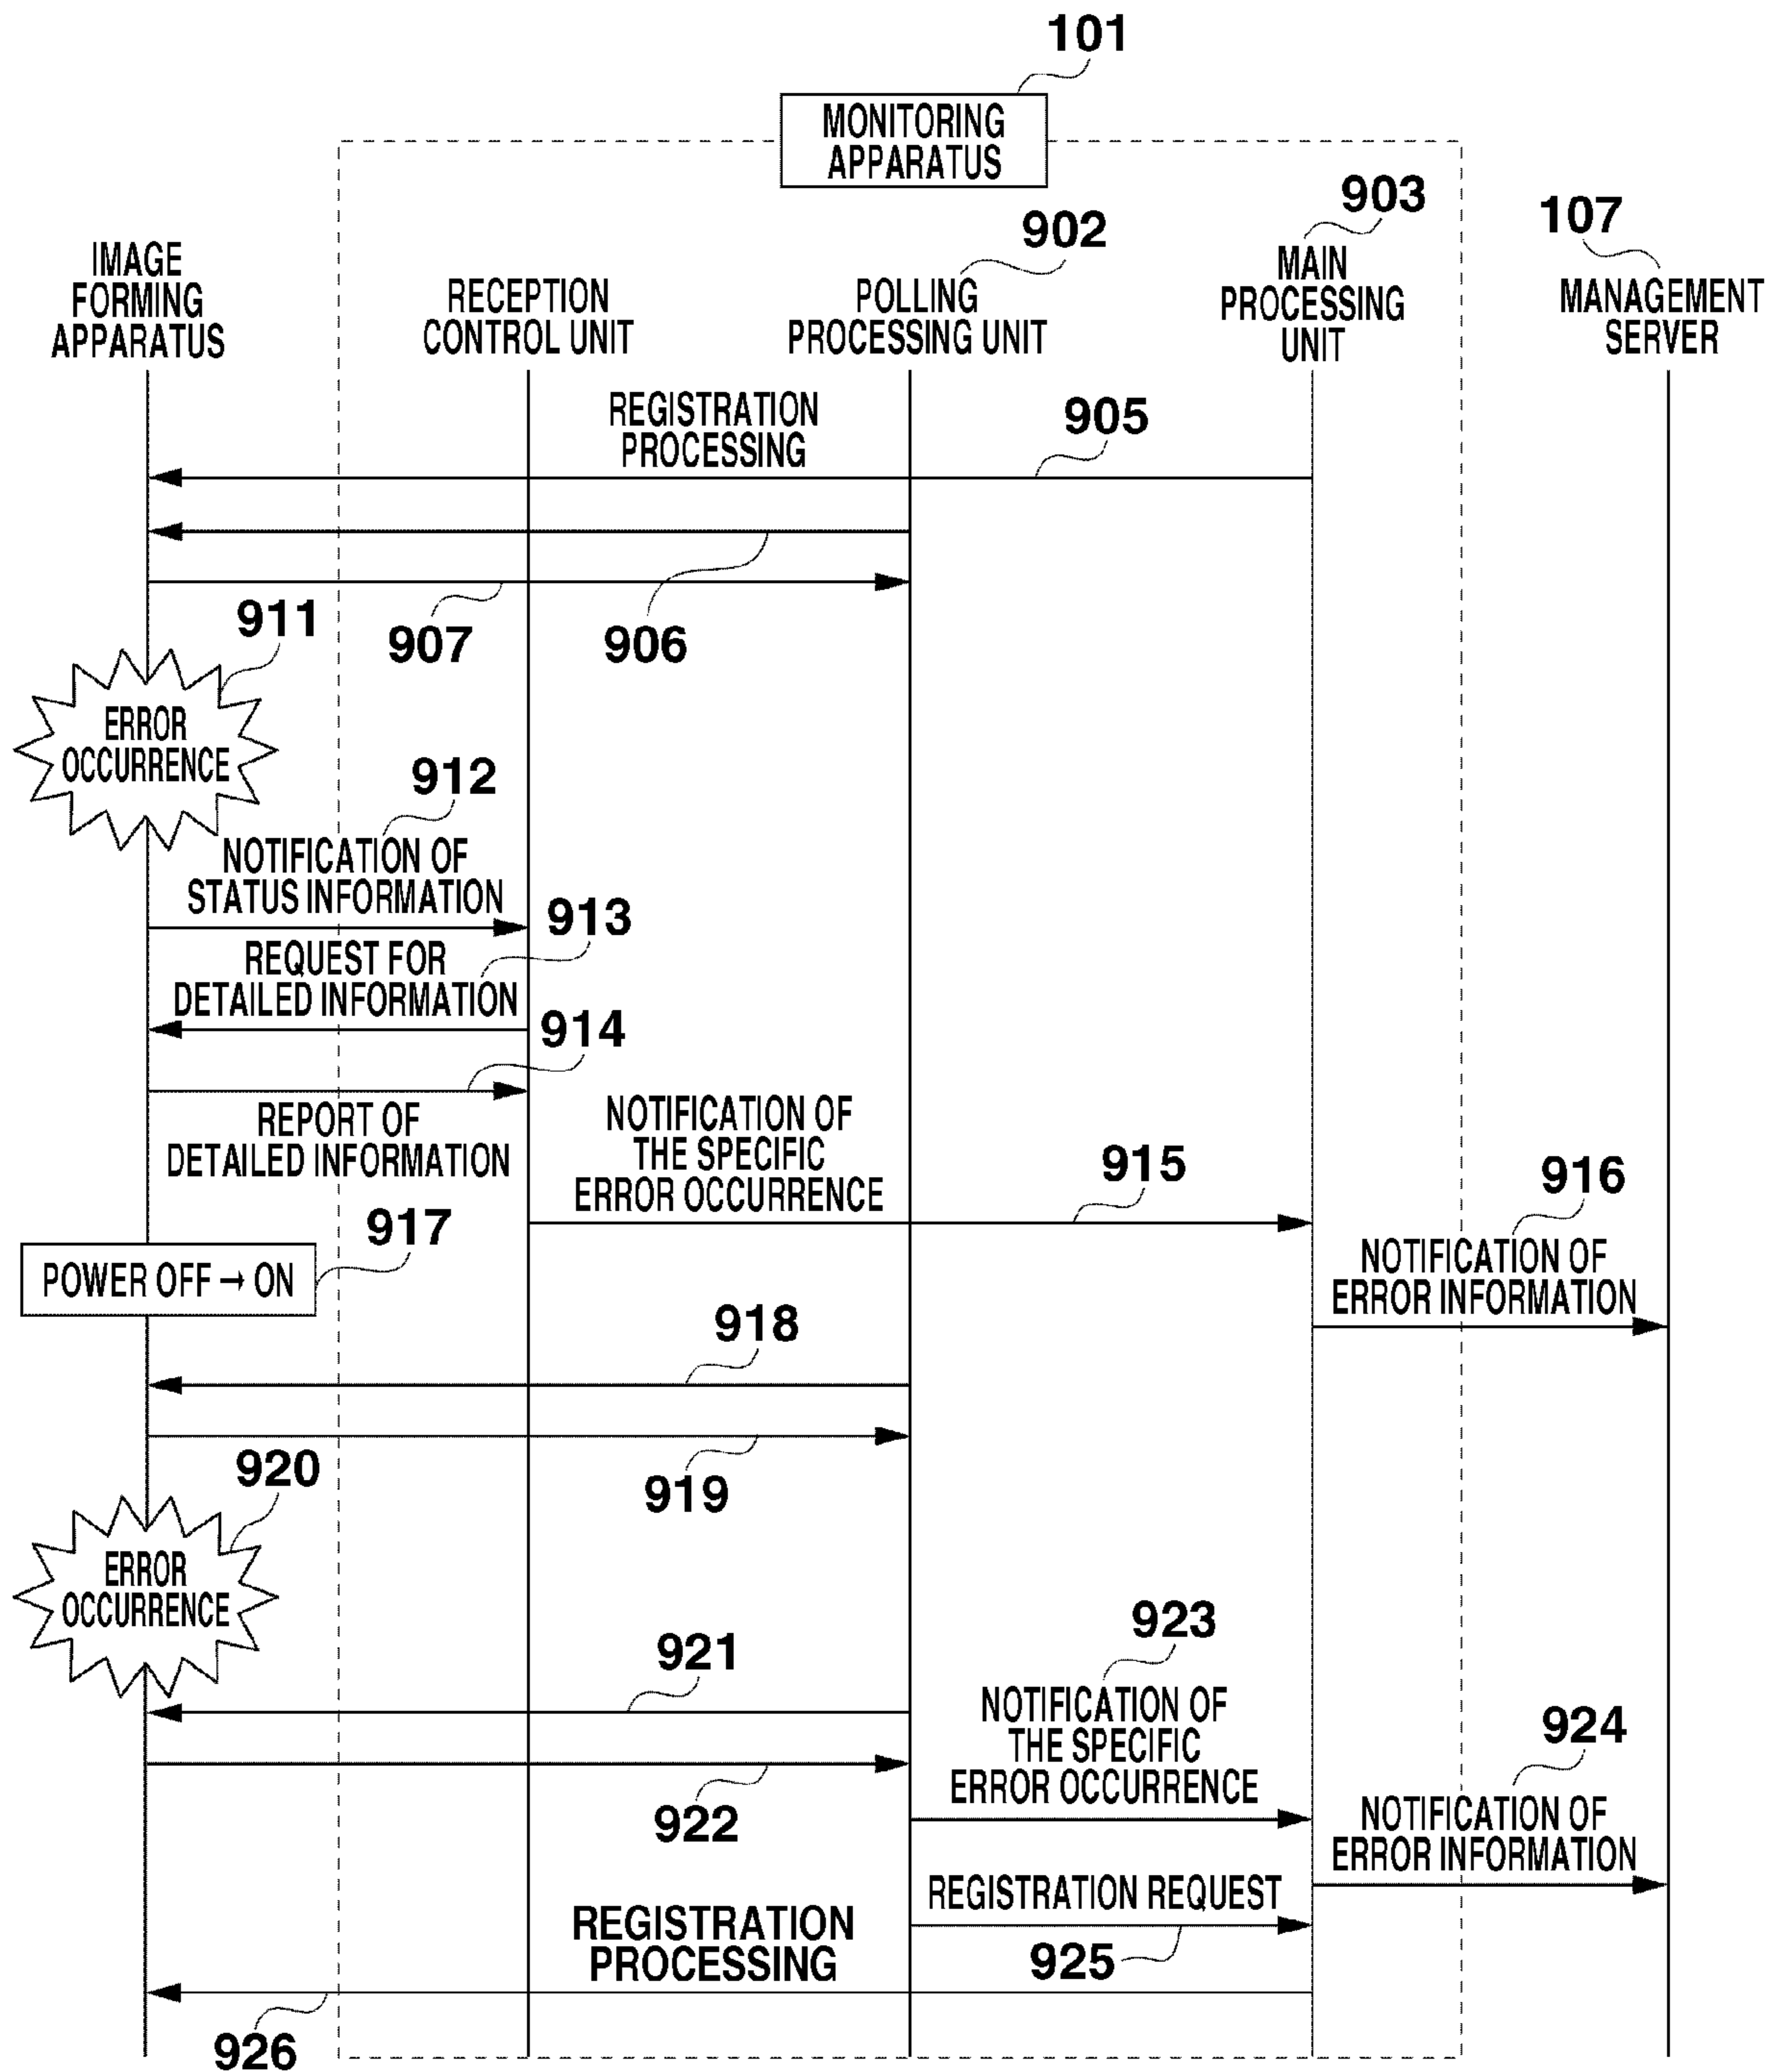 101
MONITORING
APPARATUS
903
107
902
IMAGE
FORMING
APPARATUS
RECEPTION
CONTROL UNIT
POLLING
PROCESSING UNIT
MAIN
PROCESSING
UNIT
MANAGEMENT
SERVER
REGISTRATION
PROCESSING
905
907
906
911
ERROR
OCCURRENCE
912
NOTIFICATION OF
STATUS INFORMATION
913
REQUEST FOR
DETAILED INFORMATION
914
REPORT OF
DETAILED INFORMATION
NOTIFICATION OF
THE SPECIFIC
ERROR OCCURRENCE
915
916
NOTIFICATION OF
ERROR INFORMATION
917
POWER OFF → ON
918
919
920
ERROR
OCCURRENCE
921
922
923
NOTIFICATION OF
THE SPECIFIC
ERROR OCCURRENCE
924
NOTIFICATION OF
ERROR INFORMATION
REGISTRATION REQUEST
925
REGISTRATION
PROCESSING
926